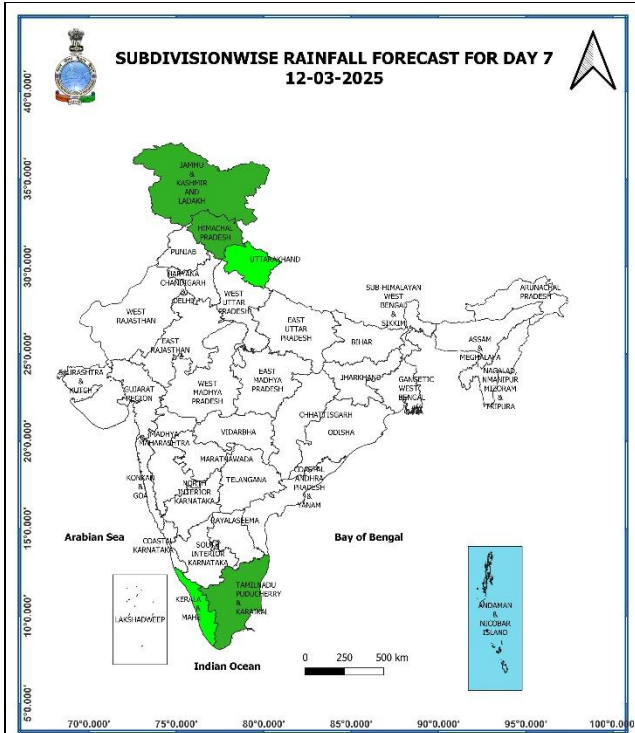 SUBDIVISIONWISE RAINFALL FORECAST FOR DAY 7
12-03-2025
40°0.000'
35°0.000'
30°0.000'
25°0.000'
20°0.000'
15°0.000'
10°0.000'
5°0.000'
JAMMU
&
KASHMIR
AND
LADAKH
HIMACHAL
PRADESH
PUNJAB
UTTARAKHAND
HARYANA
CHANDIGARH
&
DELHI
WEST
UTTAR
PRADESH
WEST
RAJASTHAN
EAST
RAJASTHAN
EAST
UTTAR
PRADESH
SUB-HIMALAYAN
WEST
BENGAL
&
SIKKIM
ARUNACHAL
PRADESH
BIHAR
ASSAM
&
MEGHALAYA
SAURASHTRA
&
KUTCH
GUJARAT
REGION
WEST
MADHYA
PRADESH
EAST
MADHYA
PRADESH
JHARKHAND
GANGETIC
WEST
BENGAL
&
TRIPURA
CHHATTISGARH
ODISHA
MADHYA
MAHARASHTRA
VIDARBHA
MARATHAWADA
KONKAN
&
GOA
NORTH
INTERIOR
KARNATAKA
TELANGANA
COASTAL
ANDHRA
PRADESH
&
YANAM
RAYALASEEMA
Arabian Sea
COASTAL
KARNATAKA
SOUTH
INTERIOR
KARNATAKA
Bay of Bengal
LAKSHADWEEP
KERALA
&
MAHE
TAMILNADU
PUDUCHERRY
&
KARAIKAL
ANDAMAN
&
NICOBAR
ISLAND
Indian Ocean
0 250 500 km
70°0.000' 75°0.000' 80°0.000' 85°0.000' 90°0.000' 95°0.000' 100°0.000'